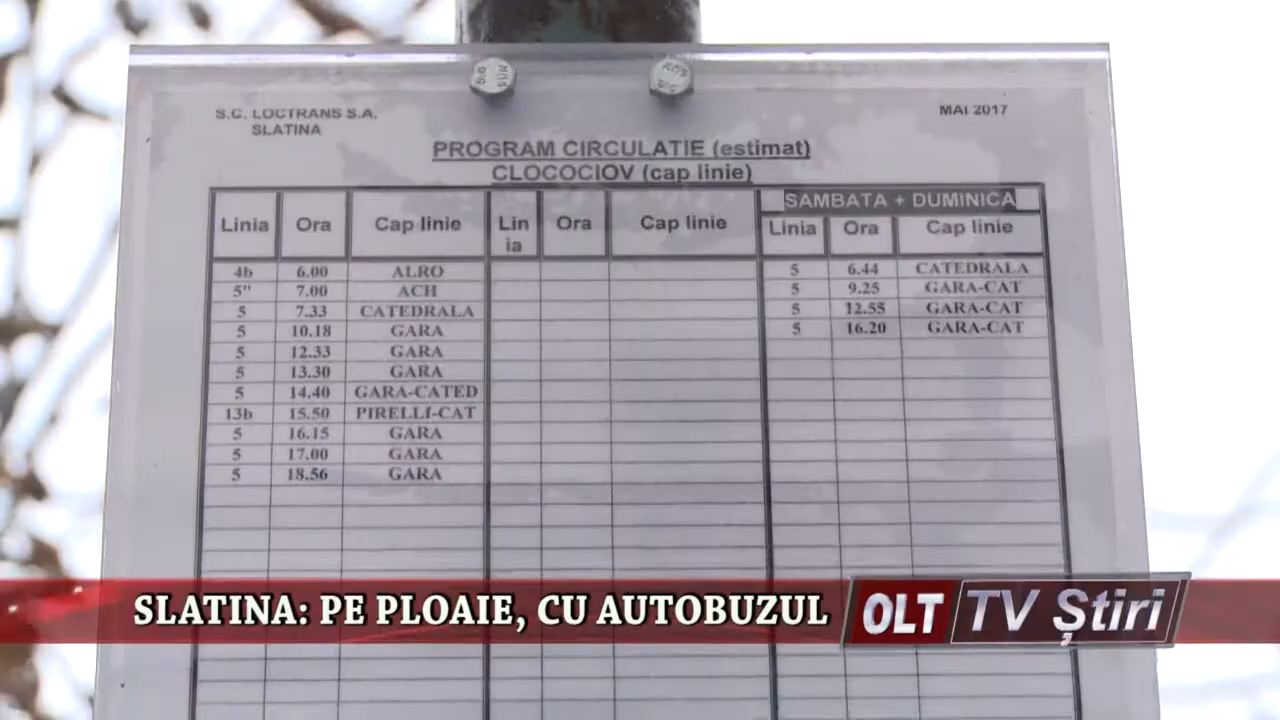 S.C. LOCTRANS S.A.
SLATINA
MAI 2017
PROGRAM CIRCULATIE (estimat)
CLOCOCIOV (cap linie)
SAMBATA + DUMINICA
Linia Ora Cap linie Lin ia Ora Cap linie Linia Ora Cap linie
4b 6.00 ALRO 5 6.44 CATEDRALA
5" 7.00 ACH 5 9.25 GARA-CAT
5 7.33 CATEDRALA 5 12.55 GARA-CAT
5 10.18 GARA 5 16.20 GARA-CAT
5 12.33 GARA
5 13.30 GARA
5 14.40 GARA-CATED
13b 15.50 PIRELLI-CAT
5 16.15 GARA
5 17.00 GARA
5 18.56 GARA
SLATINA: PE PLOAIE, CU AUTOBUZUL
OLT TV Știri